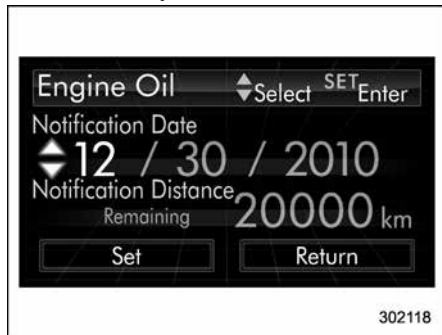 Engine Oil Select SET Enter
Notification Date
12 / 30 / 2010
Notification Distance
Remaining 20000 km
Set Return
302118